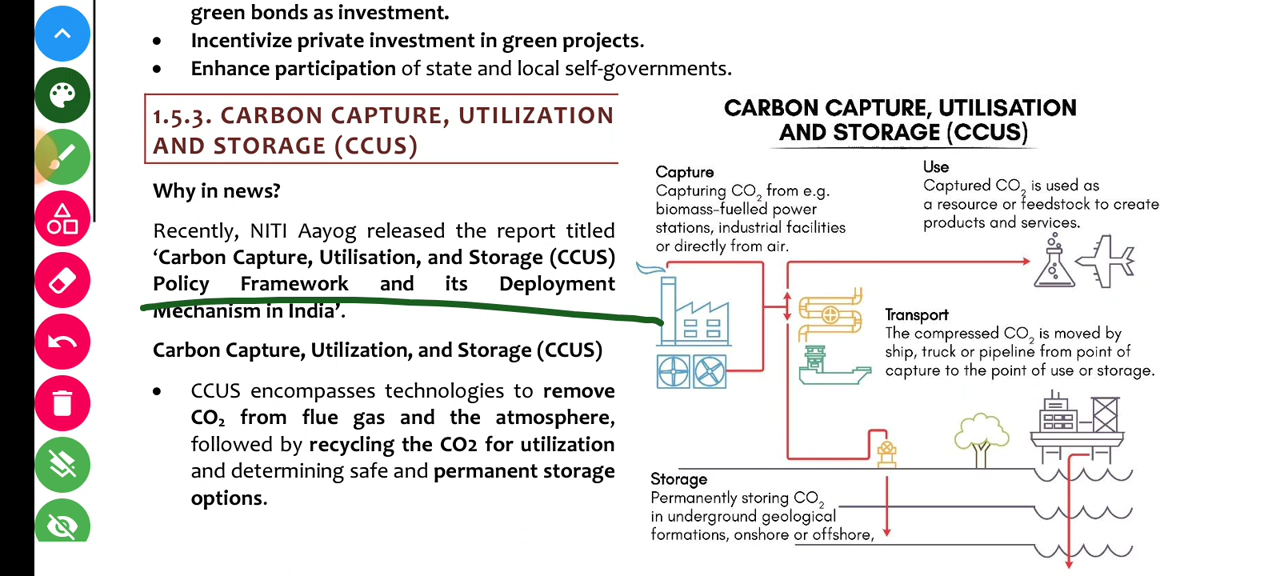 green bonds as investment.
• Incentivize private investment in green projects.
• Enhance participation of state and local self-governments.
1.5.3. CARBON CAPTURE, UTILIZATION
AND STORAGE (CCUS)
Why in news?
Recently, NITI Aayog released the report titled
‘Carbon Capture, Utilisation, and Storage (CCUS)
Policy Framework and its Deployment
Mechanism in India’.
Carbon Capture, Utilization, and Storage (CCUS)
• CCUS encompasses technologies to remove
CO₂ from flue gas and the atmosphere,
followed by recycling the CO2 for utilization
and determining safe and permanent storage
options.
CARBON CAPTURE, UTILISATION
AND STORAGE (CCUS)
Capture
Capturing CO₂ from e.g.
biomass-fuelled power
stations, industrial facilities
or directly from air.
Use
Captured CO₂ is used as
a resource or feedstock to create
products and services.
Transport
The compressed CO₂ is moved by
ship, truck or pipeline from point of
capture to the point of use or storage.
Storage
Permanently storing CO₂
in underground geological
formations, onshore or offshore,